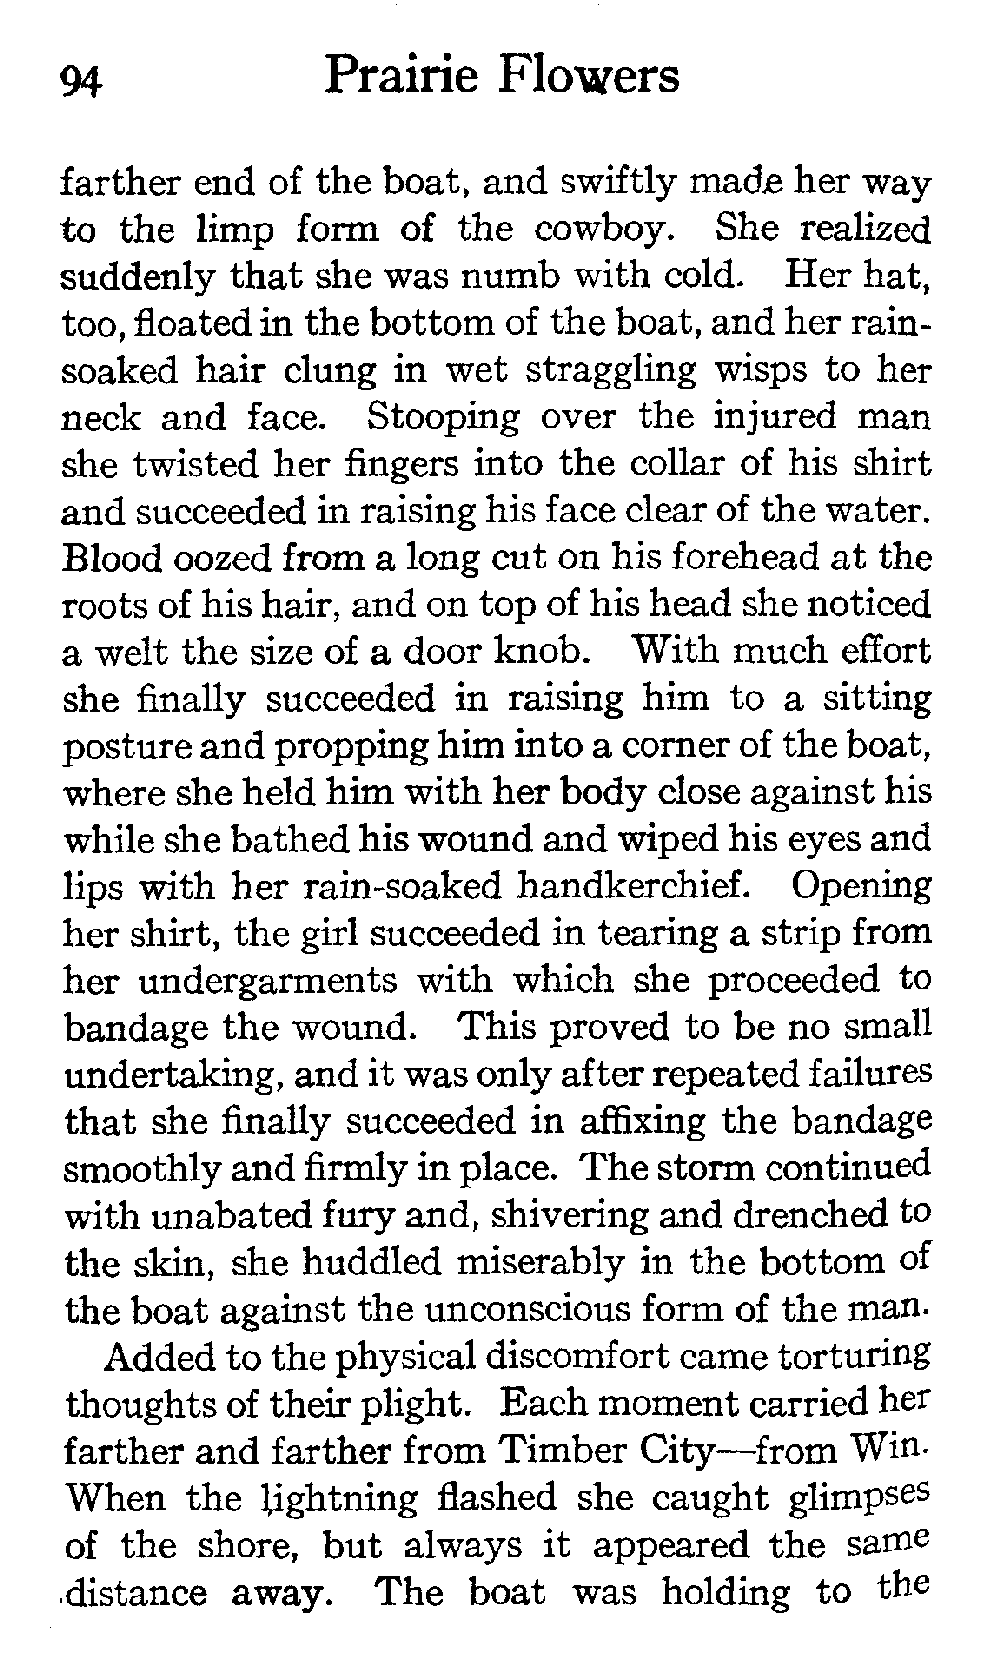 94 Prairie Flowers
farther end of the boat, and swiftly made her way
to the limp form of the cowboy. She realized
suddenly that she was numb with cold. Her hat,
too, floated in the bottom of the boat, and her rain-
soaked hair clung in wet straggling wisps to her
neck and face. Stooping over the injured man
she twisted her fingers into the collar of his shirt
and succeeded in raising his face clear of the water.
Blood oozed from a long cut on his forehead at the
roots of his hair, and on top of his head she noticed
a welt the size of a door knob. With much effort
she finally succeeded in raising him to a sitting
posture and propping him into a corner of the boat,
where she held him with her body close against his
while she bathed his wound and wiped his eyes and
lips with her rain-soaked handkerchief. Opening
her shirt, the girl succeeded in tearing a strip from
her undergarments with which she proceeded to
bandage the wound. This proved to be no small
undertaking, and it was only after repeated failures
that she finally succeeded in affixing the bandage
smoothly and firmly in place. The storm continued
with unabated fury and, shivering and drenched to
the skin, she huddled miserably in the bottom of
the boat against the unconscious form of the man.
Added to the physical discomfort came torturing
thoughts of their plight. Each moment carried her
farther and farther from Timber City—from Win.
When the lightning flashed she caught glimpses
of the shore, but always it appeared the same
distance away. The boat was holding to the